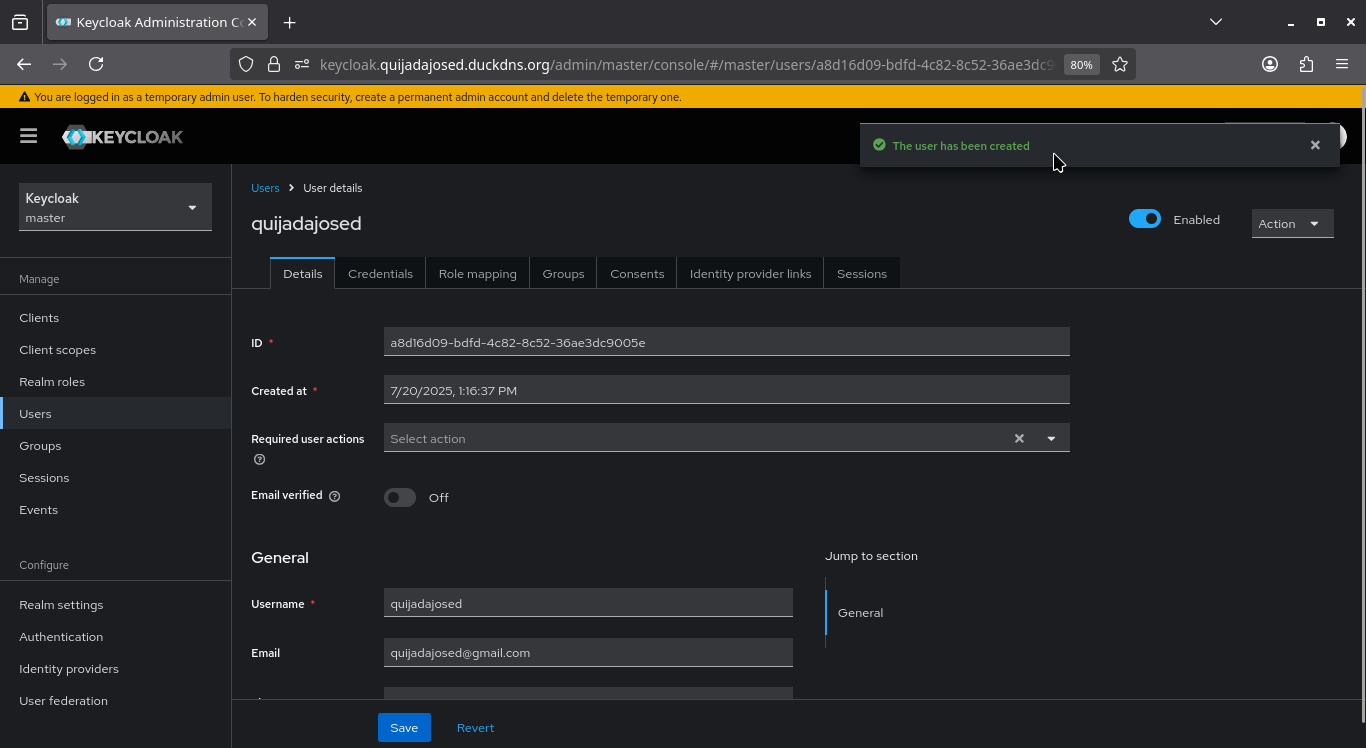 Keycloak Administration Co
keycloak.quijadajosed.duckdns.org/admin/master/console/#/master/users/a8d16d09-bdfd-4c82-8c52-36ae3dc9
80%
You are logged in as a temporary admin user. To harden security, create a permanent admin account and delete the temporary one.
KEYCLOAK
The user has been created
Keycloak
master
Users
User details
quijadajosed
Enabled
Action
Details
Credentials
Role mapping
Groups
Consents
Identity provider links
Sessions
Manage
Clients
Client scopes
Realm roles
Users
Groups
Sessions
Events
Configure
Realm settings
Authentication
Identity providers
User federation
ID *
a8d16d09-bdfd-4c82-8c52-36ae3dc9005e
Created at *
7/20/2025, 1:16:37 PM
Required user actions
Select action
Email verified
Off
General
Jump to section
General
Username *
quijadajosed
Email
quijadajosed@gmail.com
Save
Revert